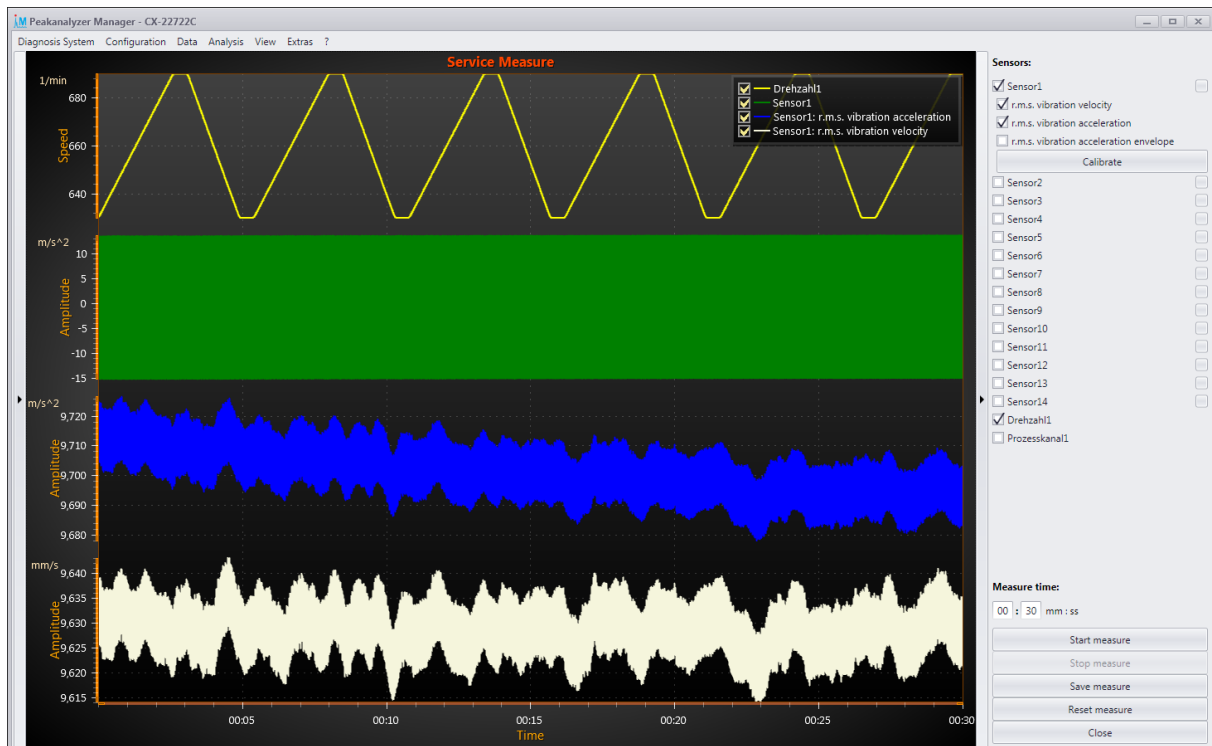 Peakanalyzer Manager - CX-22722C
Diagnosis System Configuration Data Analysis View Extras ?
Service Measure
1/min
680
660
640
Speed
Drehzahl1
Sensor1
Sensor1: r.m.s. vibration acceleration
Sensor1: r.m.s. vibration velocity
m/s^2
10
5
0
-5
-10
-15
Amplitude
m/s^2
9,720
9,710
9,700
9,690
9,680
Amplitude
mm/s
9,640
9,635
9,630
9,625
9,620
9,615
Amplitude
00:05 00:10 00:15 00:20 00:25 00:30
Time
Sensors:
Sensor1
r.m.s. vibration velocity
r.m.s. vibration acceleration
r.m.s. vibration acceleration envelope
Calibrate
Sensor2
Sensor3
Sensor4
Sensor5
Sensor6
Sensor7
Sensor8
Sensor9
Sensor10
Sensor11
Sensor12
Sensor13
Sensor14
Drehzahl1
Prozesskanal1
Measure time:
00 : 30 mm : ss
Start measure
Stop measure
Save measure
Reset measure
Close